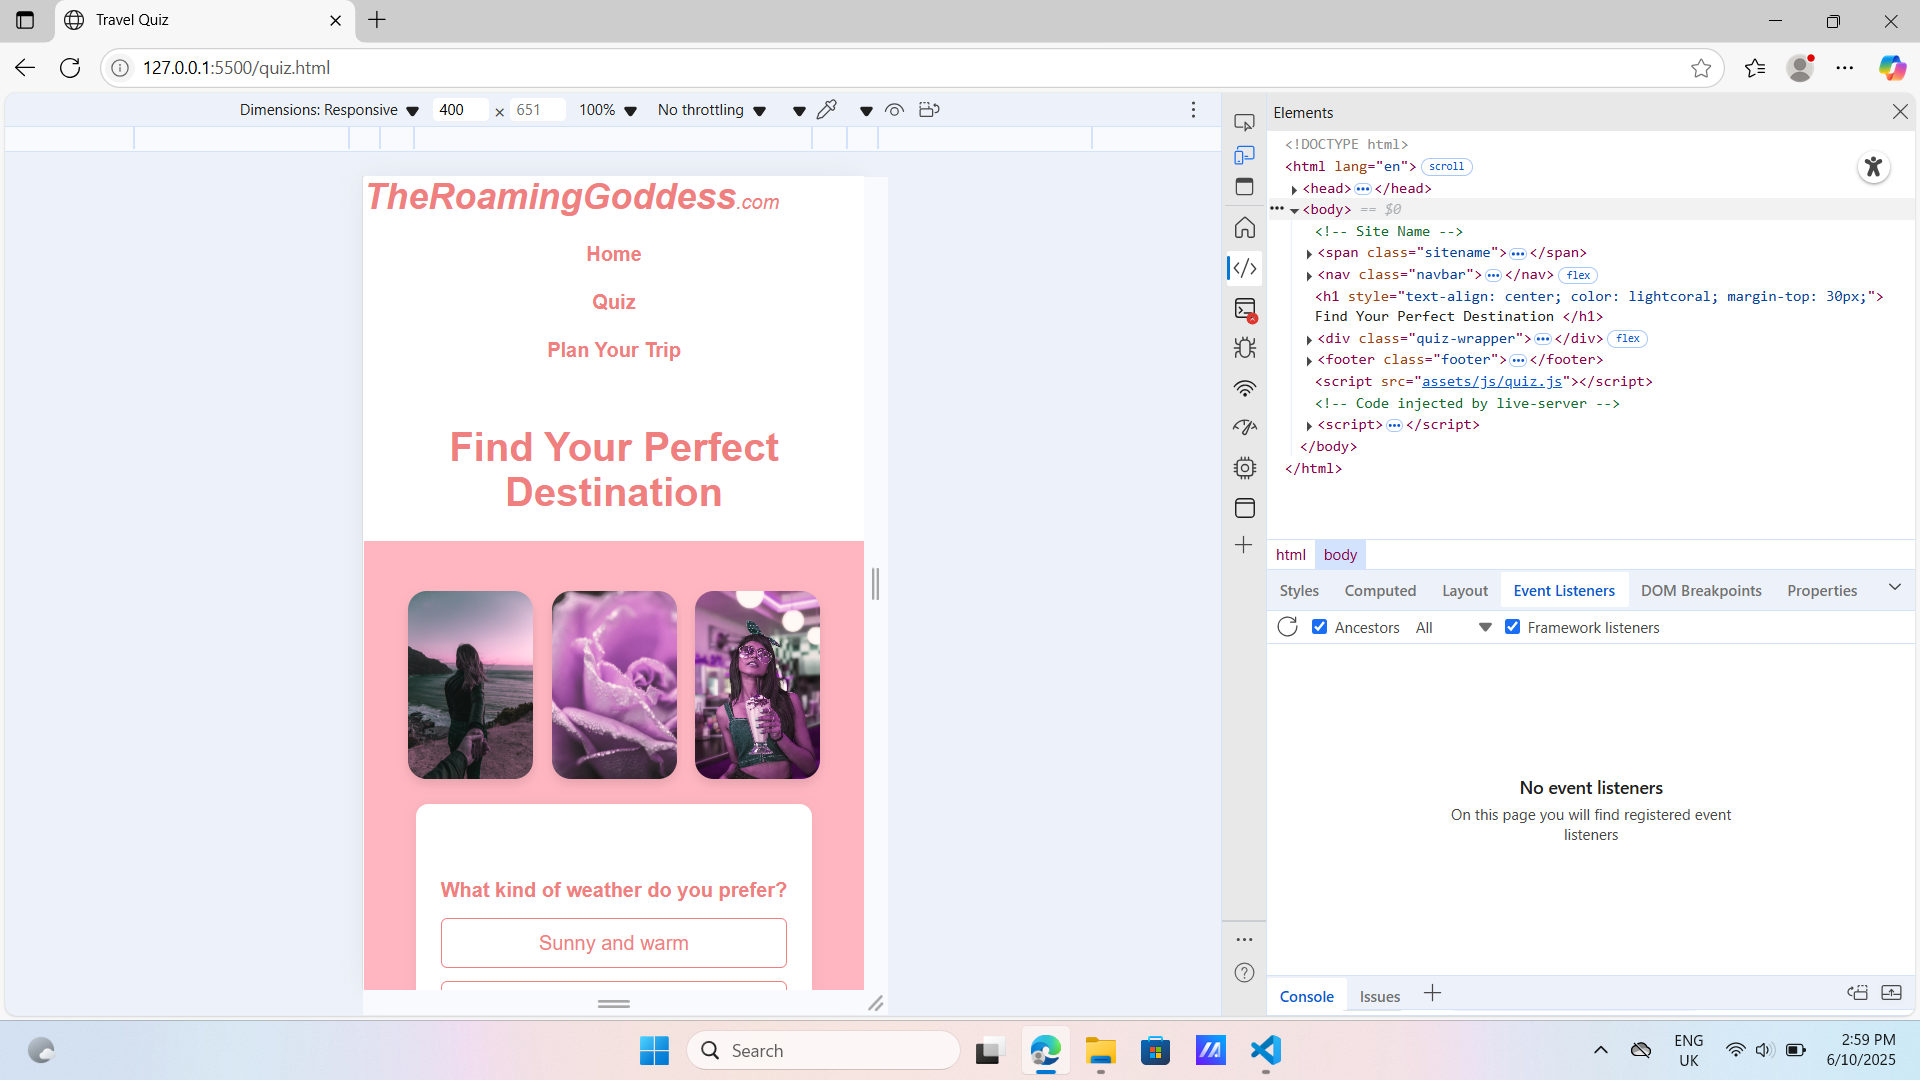 Travel Quiz
127.0.0.1:5500/quiz.html
Dimensions: Responsive 400 × 651 100% No throttling
TheRoamingGoddess.com
Home
Quiz
Plan Your Trip
Find Your Perfect
Destination
What kind of weather do you prefer?
Sunny and warm
Elements
<!DOCTYPE html>
<html lang="en"> scroll
<head> ••• </head>
••• <body> == $0
<!-- Site Name -->
<span class="sitename"> ••• </span>
<nav class="navbar"> ••• </nav> flex
<h1 style="text-align: center; color: lightcoral; margin-top: 30px;">
Find Your Perfect Destination </h1>
<div class="quiz-wrapper"> ••• </div> flex
<footer class="footer"> ••• </footer>
<script src="assets/js/quiz.js"></script>
<!-- Code injected by live-server -->
<script> ••• </script>
</body>
</html>
html body
Styles Computed Layout Event Listeners DOM Breakpoints Properties
Ancestors All Framework listeners
No event listeners
On this page you will find registered event
listeners
Console Issues
Search
ENG
UK
2:59 PM
6/10/2025